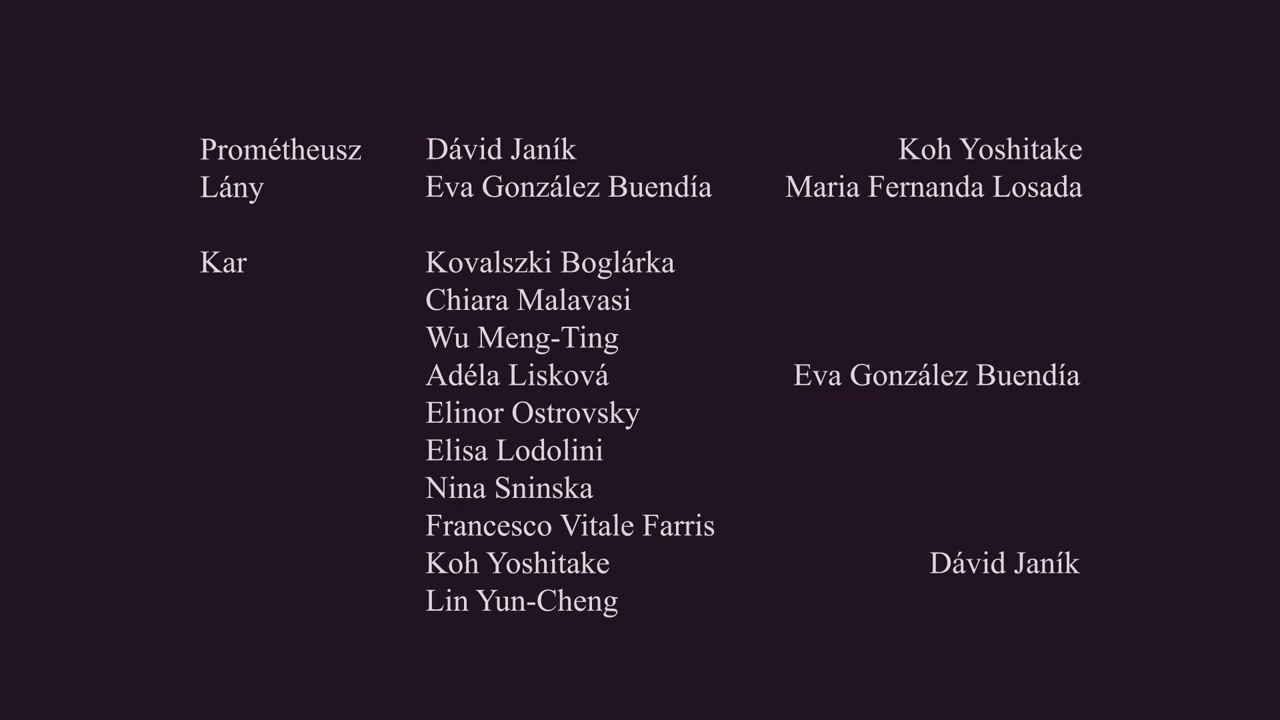 Prométheusz Dávid Janík Koh Yoshitake
Lány Eva González Buendía Maria Fernanda Losada
Kar Kovalszki Boglárka
Chiara Malavasi
Wu Meng-Ting
Adéla Lisková Eva González Buendía
Elinor Ostrovsky
Elisa Lodolini
Nina Sninska
Francesco Vitale Farris
Koh Yoshitake Dávid Janík
Lin Yun-Cheng